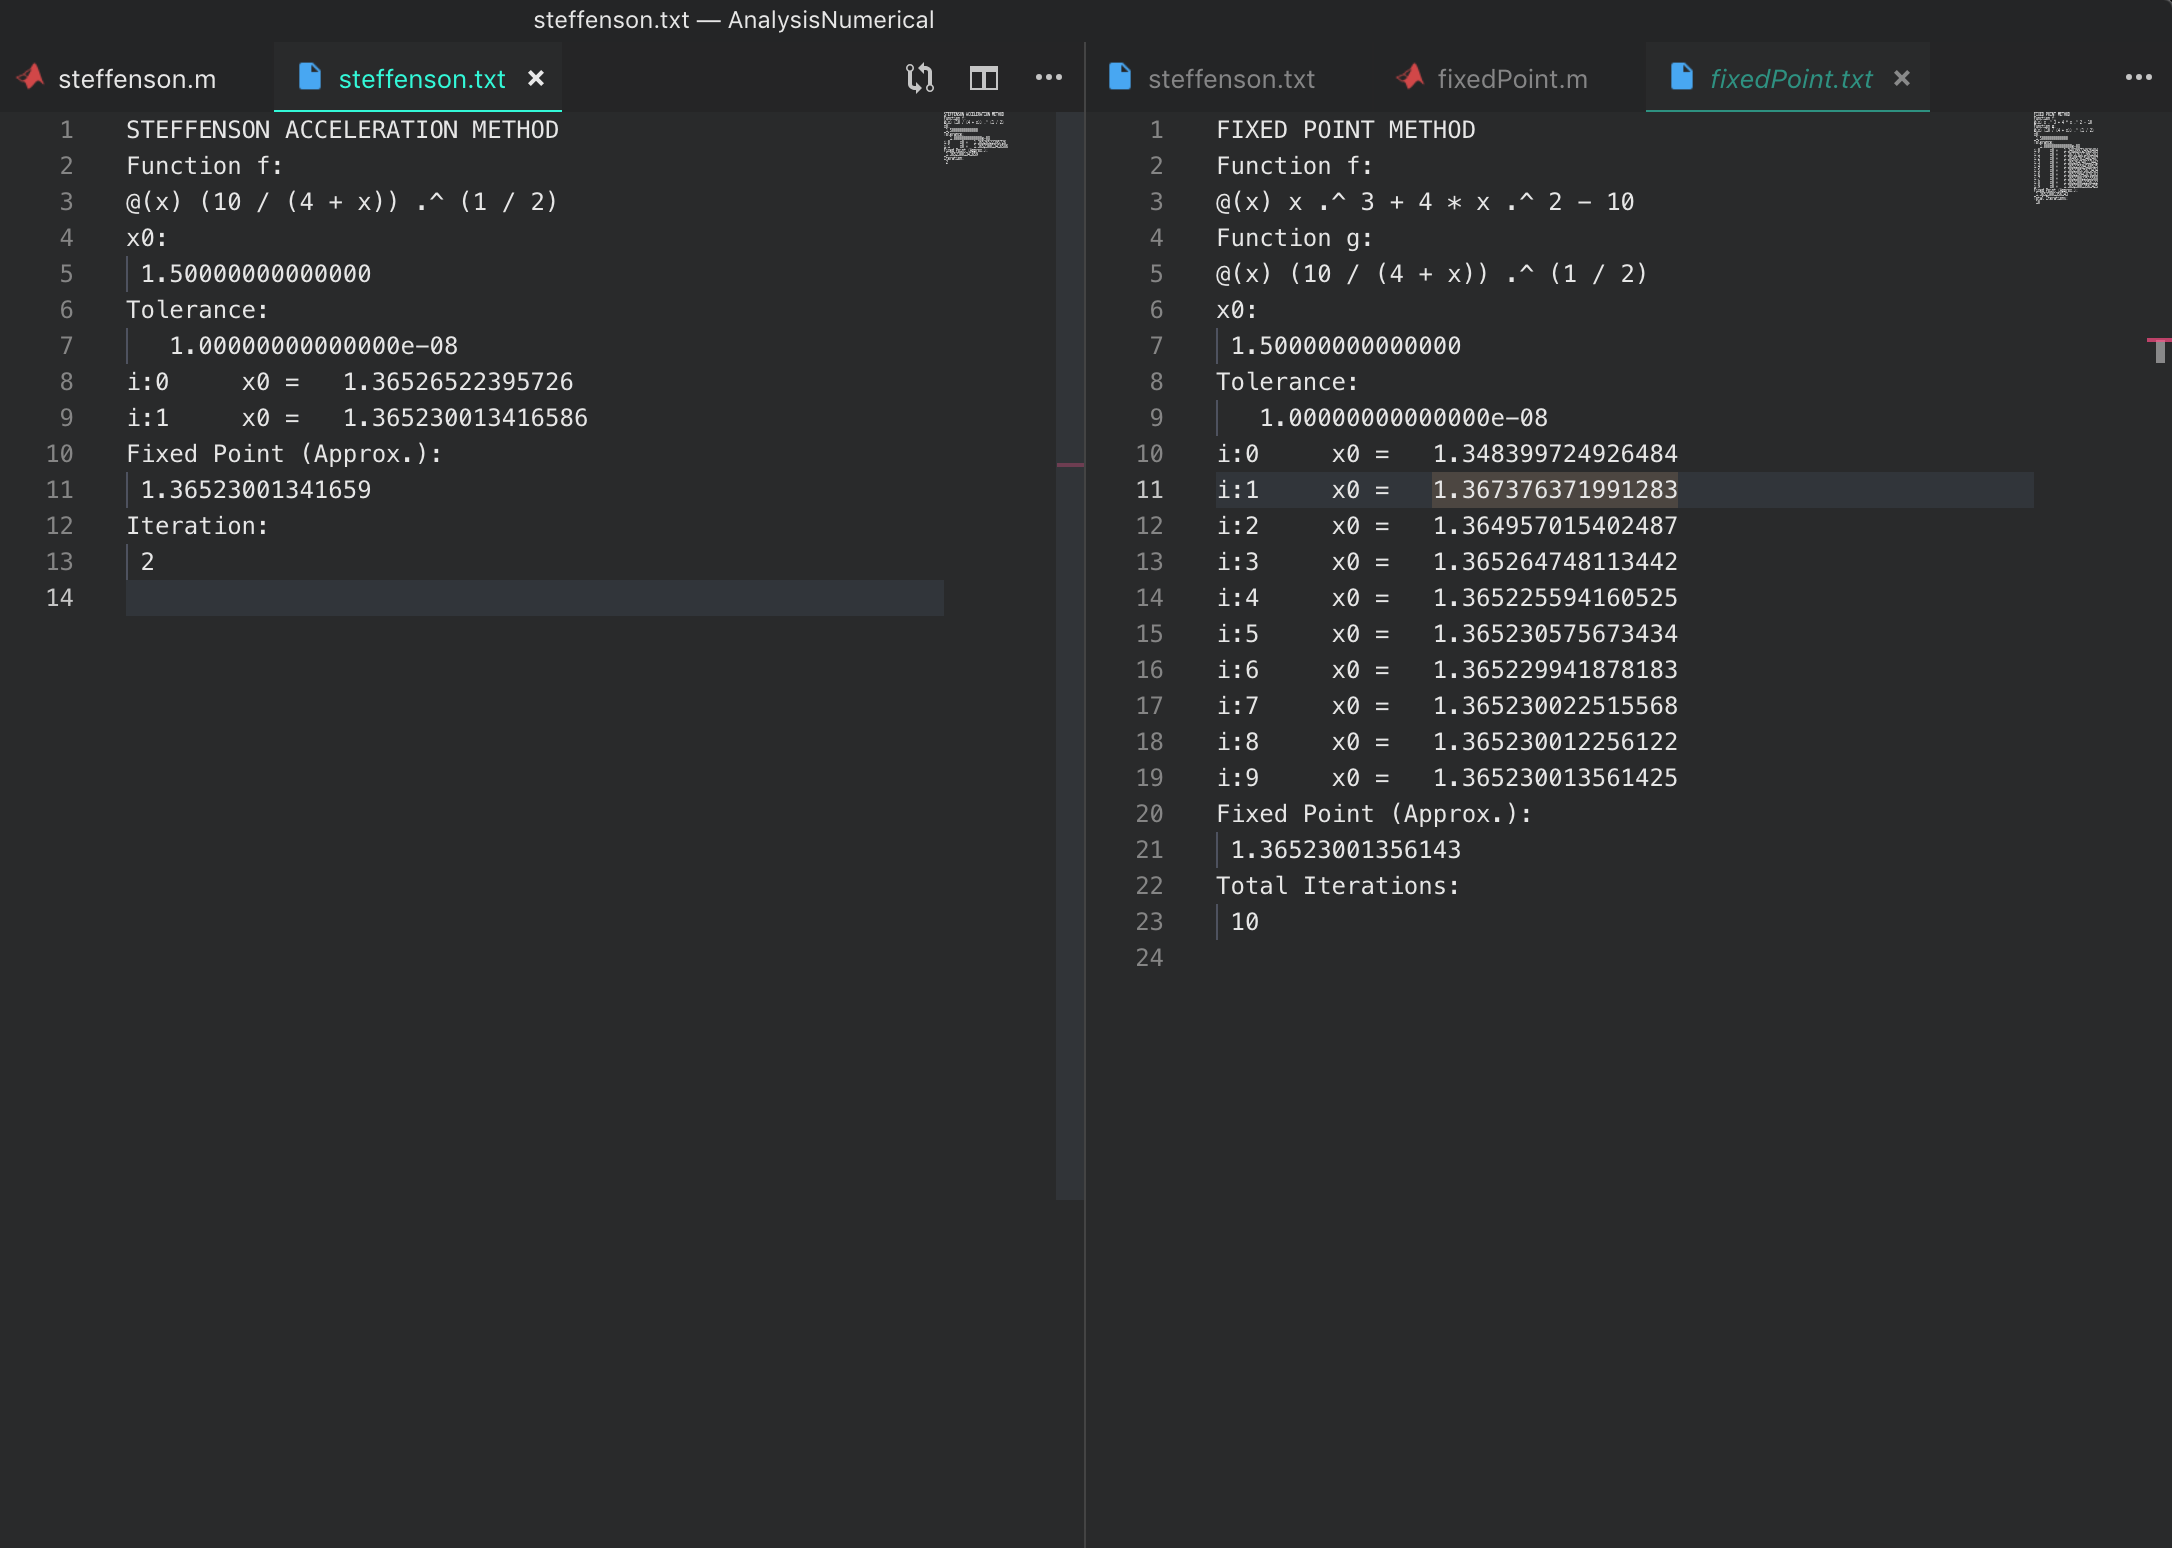 steffenson.txt — AnalysisNumerical
steffenson.m
steffenson.txt
1 STEFFENSON ACCELERATION METHOD
2 Function f:
3 @(x) (10 / (4 + x)) .^ (1 / 2)
4 x0:
5 1.50000000000000
6 Tolerance:
7 1.00000000000000e-08
8 i:0 x0 = 1.36526522395726
9 i:1 x0 = 1.365230013416586
10 Fixed Point (Approx.):
11 1.36523001341659
12 Iteration:
13 2
14
steffenson.txt
fixedPoint.m
fixedPoint.txt
1 FIXED POINT METHOD
2 Function f:
3 @(x) x .^ 3 + 4 * x .^ 2 - 10
4 Function g:
5 @(x) (10 / (4 + x)) .^ (1 / 2)
6 x0:
7 1.50000000000000
8 Tolerance:
9 1.00000000000000e-08
10 i:0 x0 = 1.348399724926484
11 i:1 x0 = 1.367376371991283
12 i:2 x0 = 1.364957015402487
13 i:3 x0 = 1.365264748113442
14 i:4 x0 = 1.365225594160525
15 i:5 x0 = 1.365230575673434
16 i:6 x0 = 1.365229941878183
17 i:7 x0 = 1.365230022515568
18 i:8 x0 = 1.365230012256122
19 i:9 x0 = 1.365230013561425
20 Fixed Point (Approx.):
21 1.36523001356143
22 Total Iterations:
23 10
24